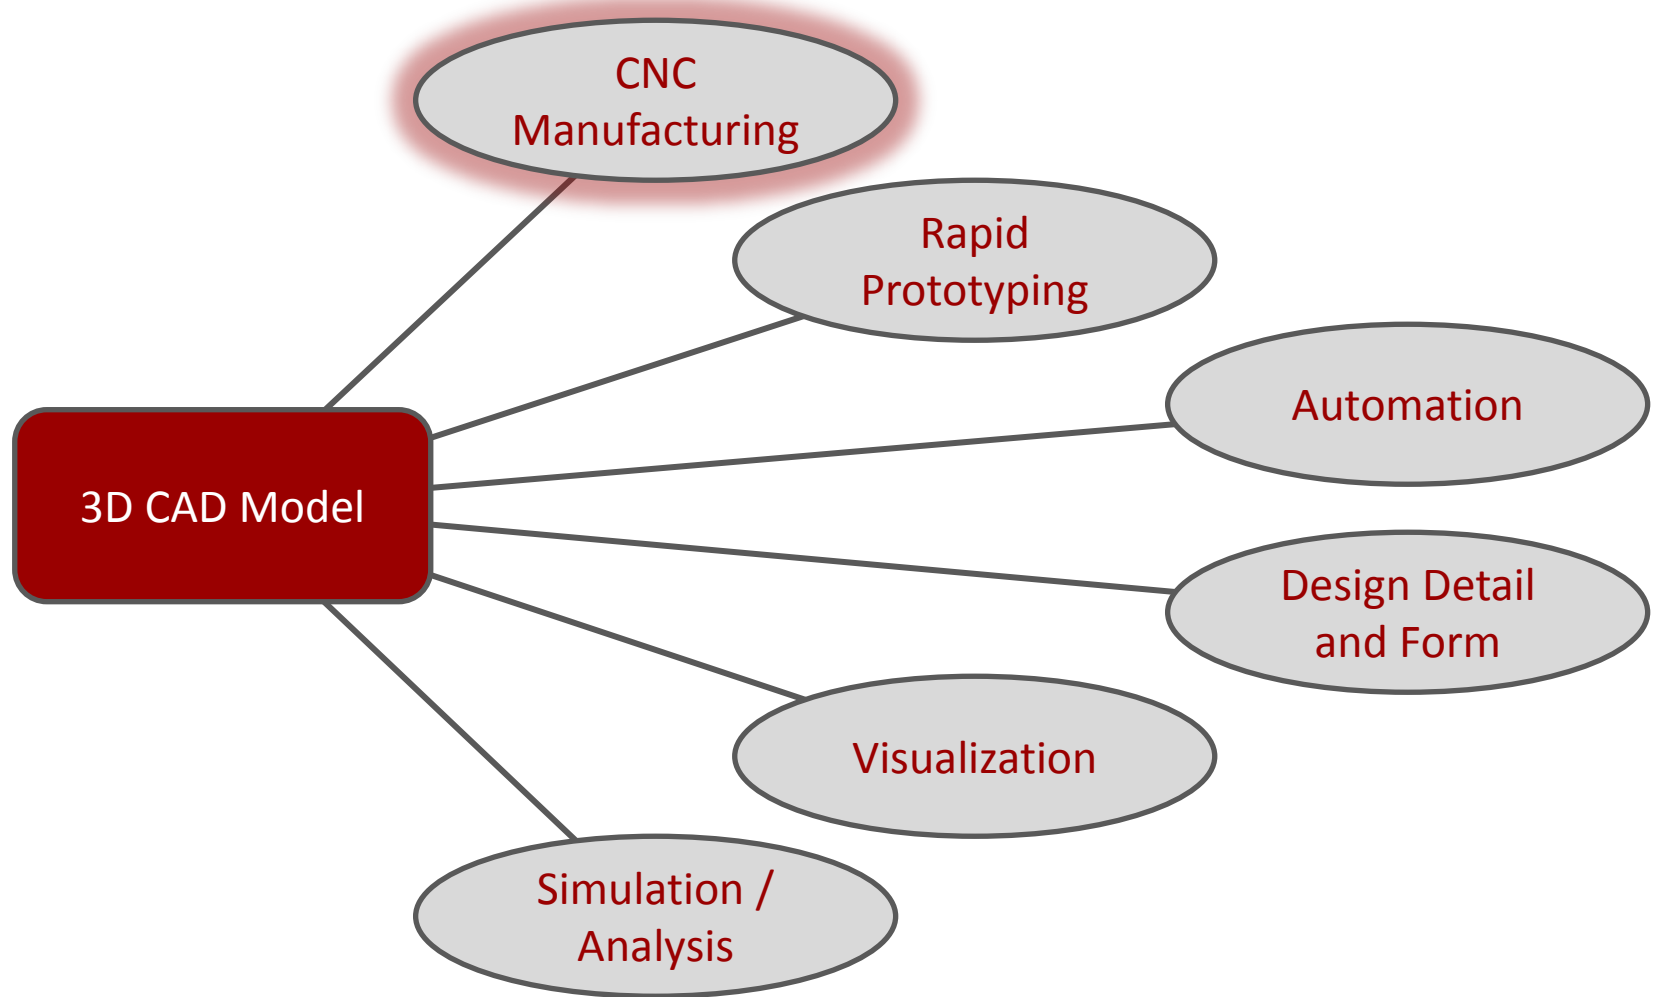 CNC
Manufacturing
Rapid
Prototyping
Automation
3D CAD Model
Design Detail
and Form
Visualization
Simulation /
Analysis